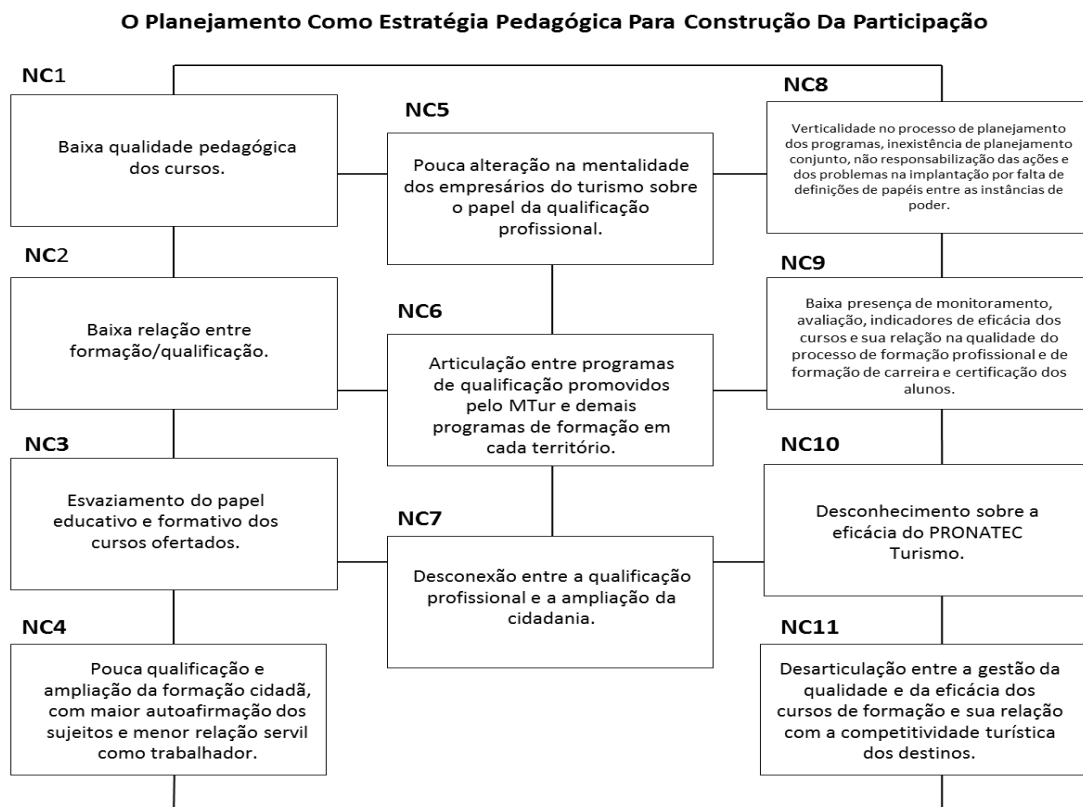 O Planejamento Como Estratégia Pedagógica Para Construção Da Participação
NC1
Baixa qualidade pedagógica
dos cursos.
NC2
Baixa relação entre
formação/qualificação.
NC3
Esvaziamento do papel
educativo e formativo dos
cursos ofertados.
NC4
Pouca qualificação e
ampliação da formação cidadã,
com maior autoafirmação dos
sujeitos e menor relação servil
como trabalhador.
NC5
Pouca alteração na mentalidade
dos empresários do turismo sobre
o papel da qualificação
profissional.
NC6
Articulação entre programas
de qualificação promovidos
pelo MTur e demais
programas de formação em
cada território.
NC7
Desconexão entre a qualificação
profissional e a ampliação da
cidadania.
NC8
Verticalidade no processo de planejamento
dos programas, inexistência de planejamento
conjunto, não responsabilização das ações e
dos problemas na implantação por falta de
definições de papéis entre as instâncias de
poder.
NC9
Baixa presença de monitoramento,
avaliação, indicadores de eficácia dos
cursos e sua relação na qualidade do
processo de formação profissional e de
formação de carreira e certificação dos
alunos.
NC10
Desconhecimento sobre a
eficácia do PRONATEC
Turismo.
NC11
Desarticulação entre a gestão da
qualidade e da eficácia dos
cursos de formação e sua relação
com a competitividade turística
dos destinos.